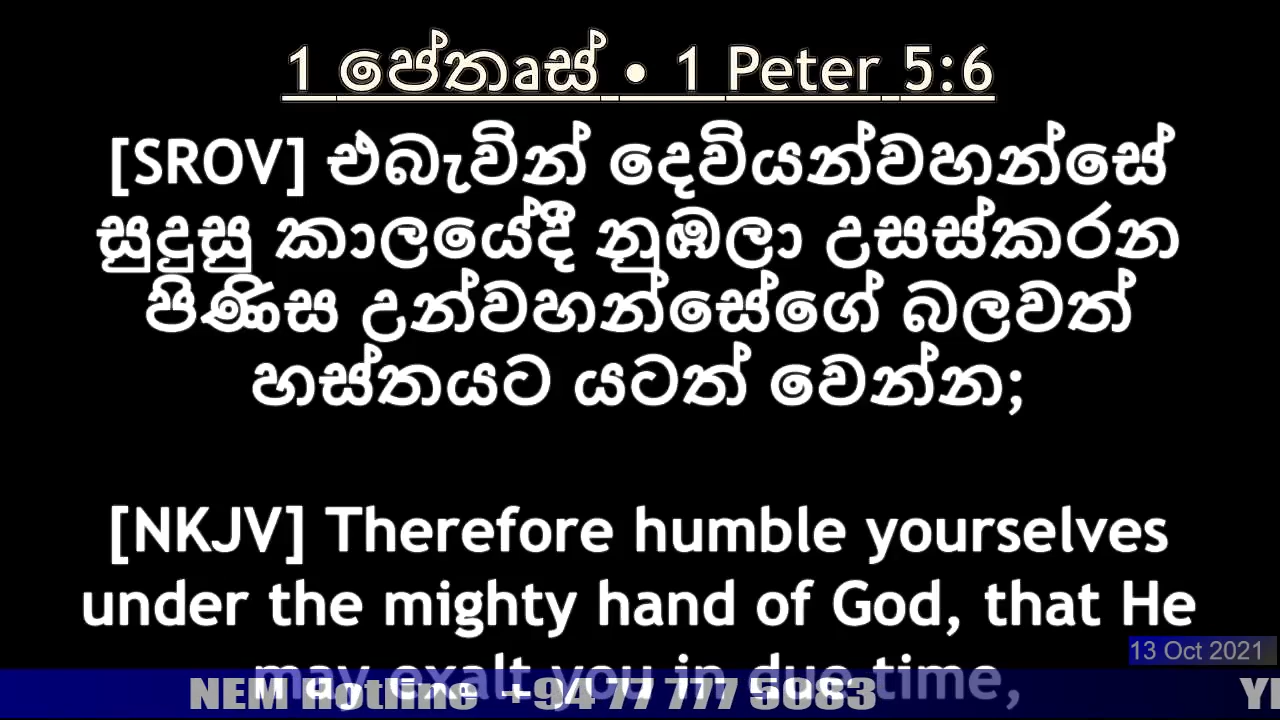 1 පේතෘස් • 1 Peter 5:6
[SROV] එබැවින් දෙවියන්වහන්සේ
සුදුසු කාලයේදී නුඹලා උසස්කරන
පිණිස උන්වහන්සේගේ බලවත්
හස්තයට යටත් වෙන්න;
[NKJV] Therefore humble yourselves
under the mighty hand of God, that He
13 Oct 2021
may exalt you in due time,
NEM Hotline +94 77 777 5083